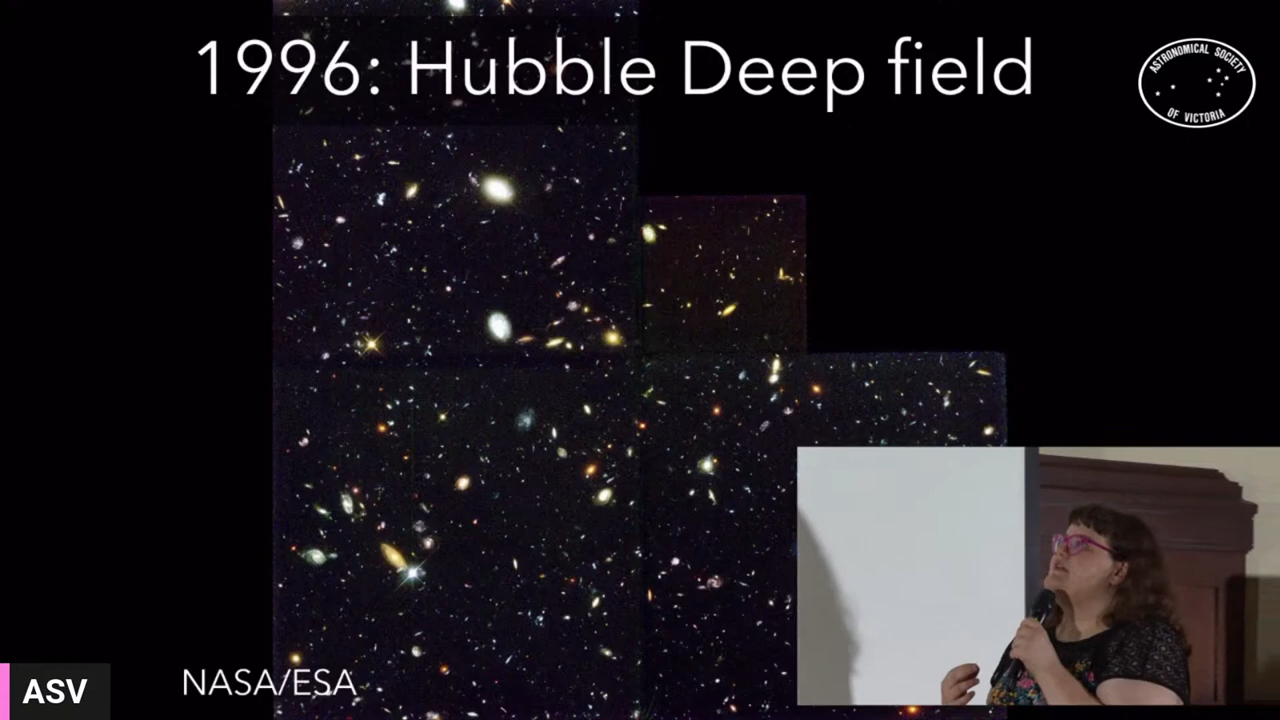 1996: Hubble Deep field
ASTRONOMICAL SOCIETY
OF VICTORIA
NASA/ESA
ASV